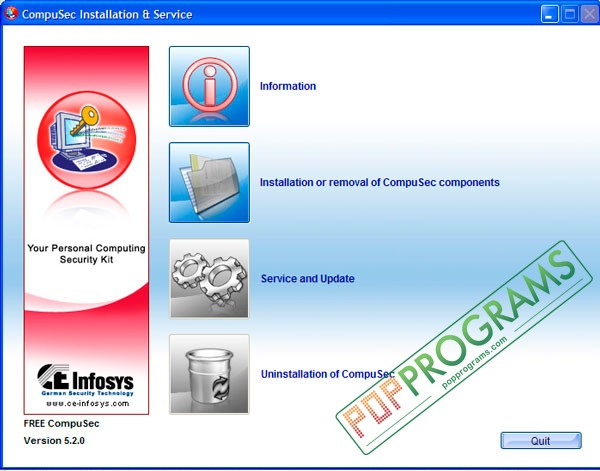 CompuSec Installation & Service
Information
Installation or removal of CompuSec components
Your Personal Computing
Security Kit
Service and Update
Uninstallation of CompuSec
CE Infosys
German Security Technology
www.ce-infosys.com
FREE CompuSec
Version 5.2.0
POPPROGRAMS
popprograms.com
Quit